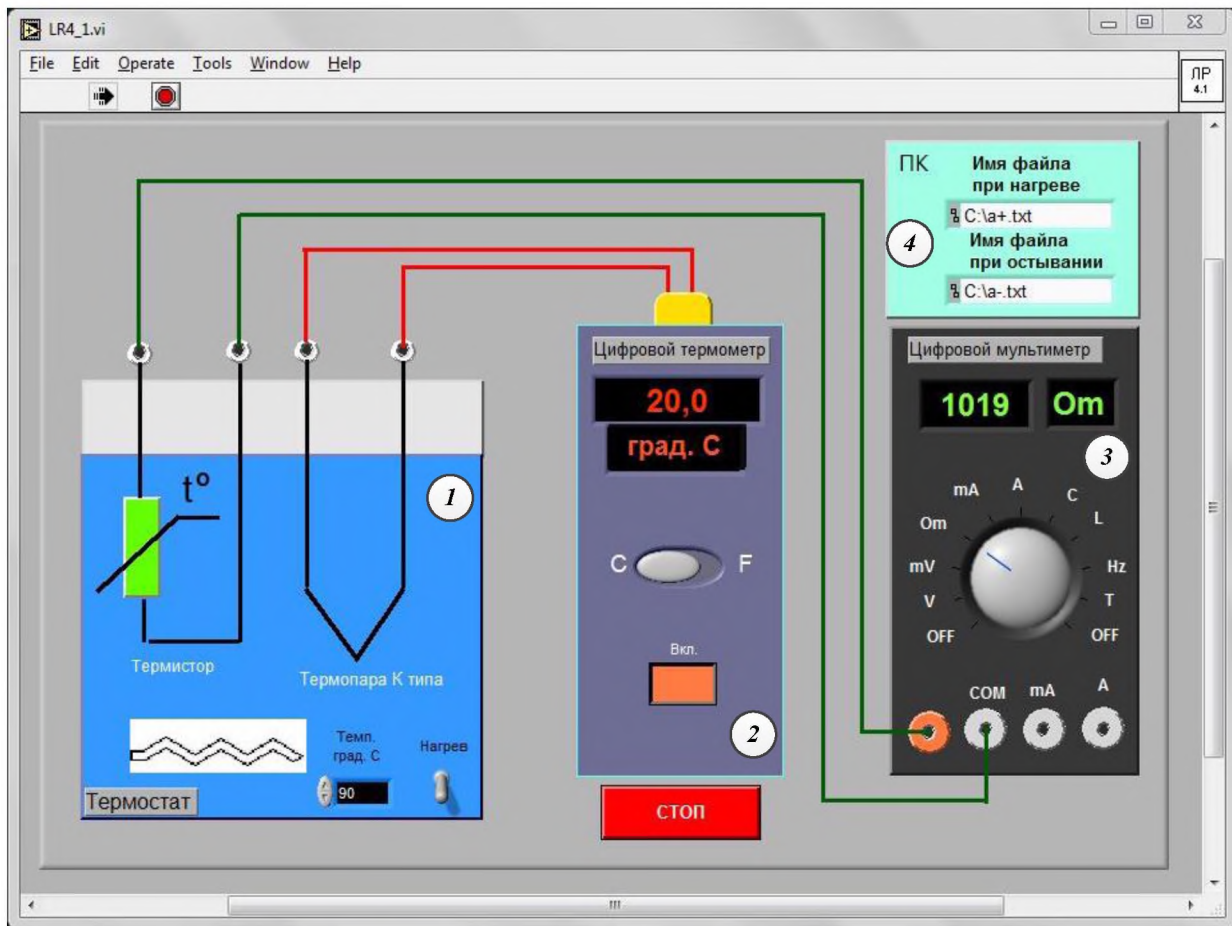 LR4_1.vi
File Edit Operate Tools Window Help
ЛР
4.1
ПК
Имя файла
при нагреве
C:\a+.txt
4
Имя файла
при остывании
C:\a-.txt
Цифровой термометр
20,0
град. С
C F
Вкл.
2
СТОП
Цифровой мультиметр
1019 Om
3
mA A C
Om L
mV Hz
V T
OFF OFF
COM mA A
1
t°
Термистор
Термопара К типа
Темп.
град. С
90
Нагрев
Термостат